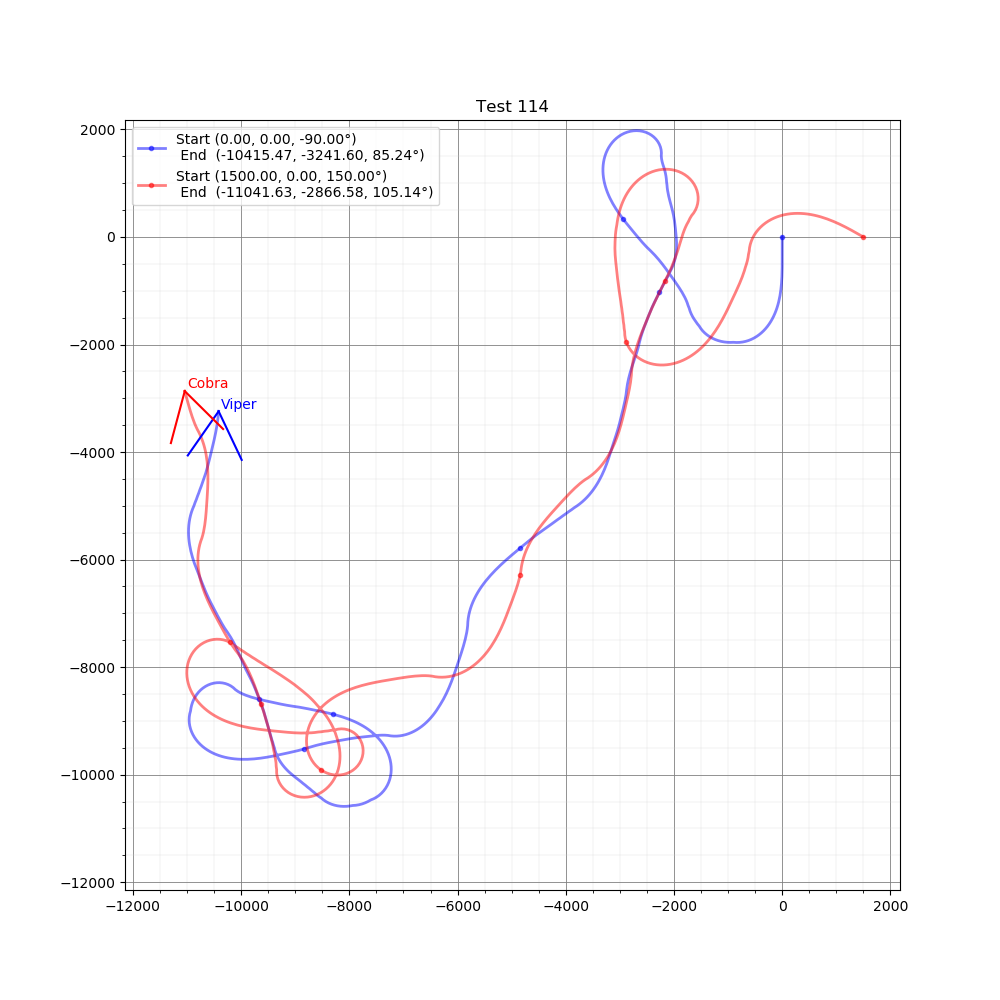 Test 114
Start (0.00, 0.00, -90.00°)
End (-10415.47, -3241.60, 85.24°)
Start (1500.00, 0.00, 150.00°)
End (-11041.63, -2866.58, 105.14°)
2000
0
−2000
−4000
−6000
−8000
−10000
−12000
Cobra
Viper
−12000
−10000
−8000
−6000
−4000
−2000
0
2000